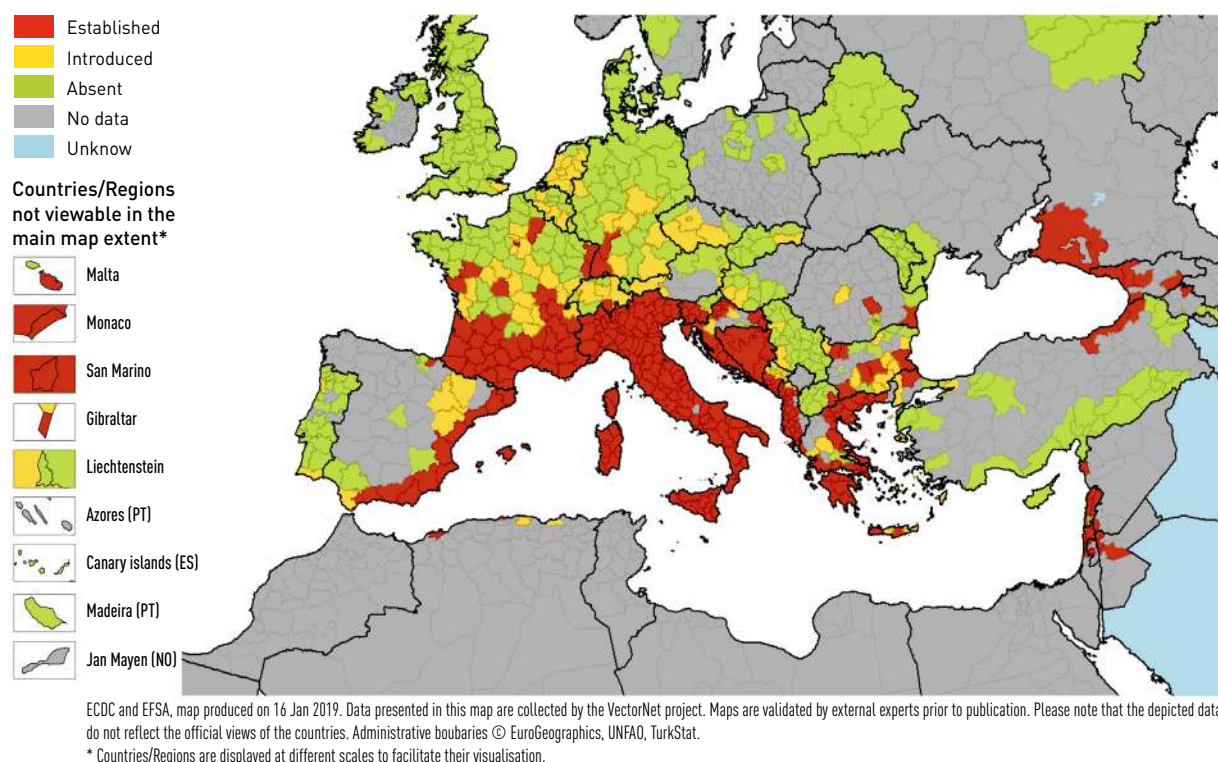 Established
Introduced
Absent
No data
Unknow
Countries/Regions
not viewable in the
main map extent*
Malta
Monaco
San Marino
Gibraltar
Liechtenstein
Azores (PT)
Canary islands (ES)
Madeira (PT)
Jan Mayen (NO)
ECDC and EFSA, map produced on 16 Jan 2019. Data presented in this map are collected by the VectorNet project. Maps are validated by external experts prior to publication. Please note that the depicted data
do not reflect the official views of the countries. Administrative boubaries © EuroGeographics, UNFAO, TurkStat.
* Countries/Regions are displayed at different scales to facilitate their visualisation.